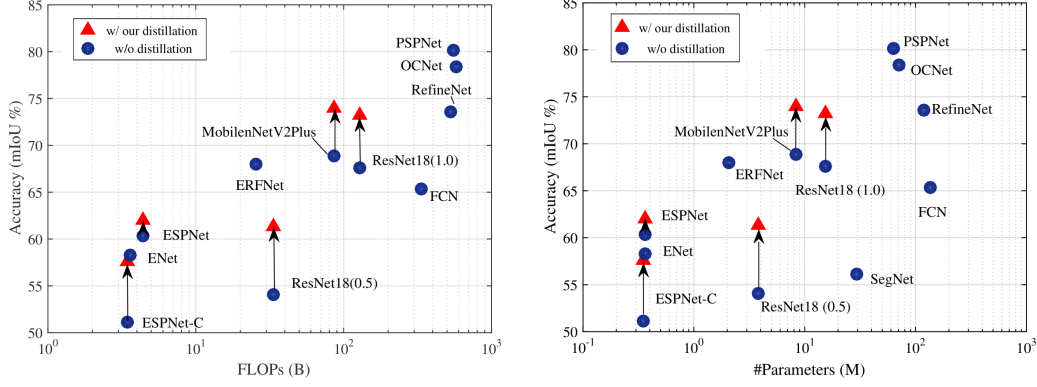 w/ our distillation
w/o distillation
PSPNet
OCNet
RefineNet
MobilenNetV2Plus
ResNet18(1.0)
ERFNet
FCN
ESPNet
ENet
ResNet18(0.5)
ESPNet-C
85
80
75
70
65
60
55
50
Accuracy (mIoU %)
10^0
10^1
10^2
10^3
FLOPs (B)
w/ our distillation
w/o distillation
PSPNet
OCNet
RefineNet
MobilenNetV2Plus
ERFNet
ResNet18 (1.0)
FCN
ESPNet
ENet
SegNet
ESPNet-C
ResNet18 (0.5)
85
80
75
70
65
60
55
50
Accuracy (mIoU %)
10^-1
10^0
10^1
10^2
10^3
#Parameters (M)